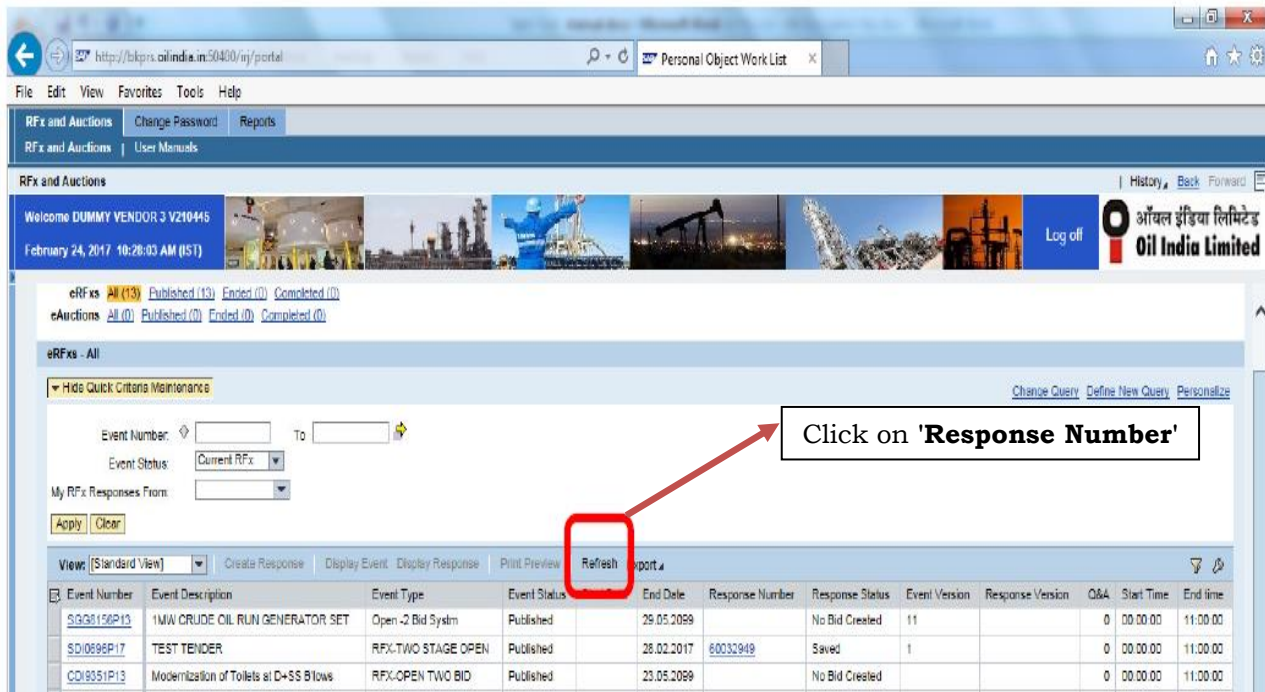 http://bkprs.oilindia.in:50400/irj/portal
Personal Object Work List
File Edit View Favorites Tools Help
RFx and Auctions Change Password Reports
RFx and Auctions | User Manuals
RFx and Auctions | History Back Forward
Welcome DUMMY VENDOR 3 V210445
February 24, 2017 10:28:03 AM (IST)
Log off
ऑयल इंडिया लिमिटेड
Oil India Limited
eRFxs All (13) Published (13) Ended (0) Completed (0)
eAuctions All (0) Published (0) Ended (0) Completed (0)
eRFxs - All
Hide Quick Criteria Maintenance
Change Query Define New Query Personalize
Event Number: To
Click on 'Response Number'
Event Status: Current RFx
My RFx Responses From:
Apply Clear
View: [Standard View] Create Response Display Event Display Response Print Preview Refresh xport
Event Number Event Description Event Type Event Status End Date Response Number Response Status Event Version Response Version Q&A Start Time End time
SGG8156P13 1MW CRUDE OIL RUN GENERATOR SET Open -2 Bid Systm Published 29.05.2099 No Bid Created 11 0 00:00:00 11:00:00
SDI0696P17 TEST TENDER RFX-TWO STAGE OPEN Published 28.02.2017 60032949 Saved 1 0 00:00:00 11:00:00
CDI9351P13 Modernization of Toilets at D+SS B'lows RFX-OPEN TWO BID Published 23.05.2099 No Bid Created 0 00:00:00 11:00:00